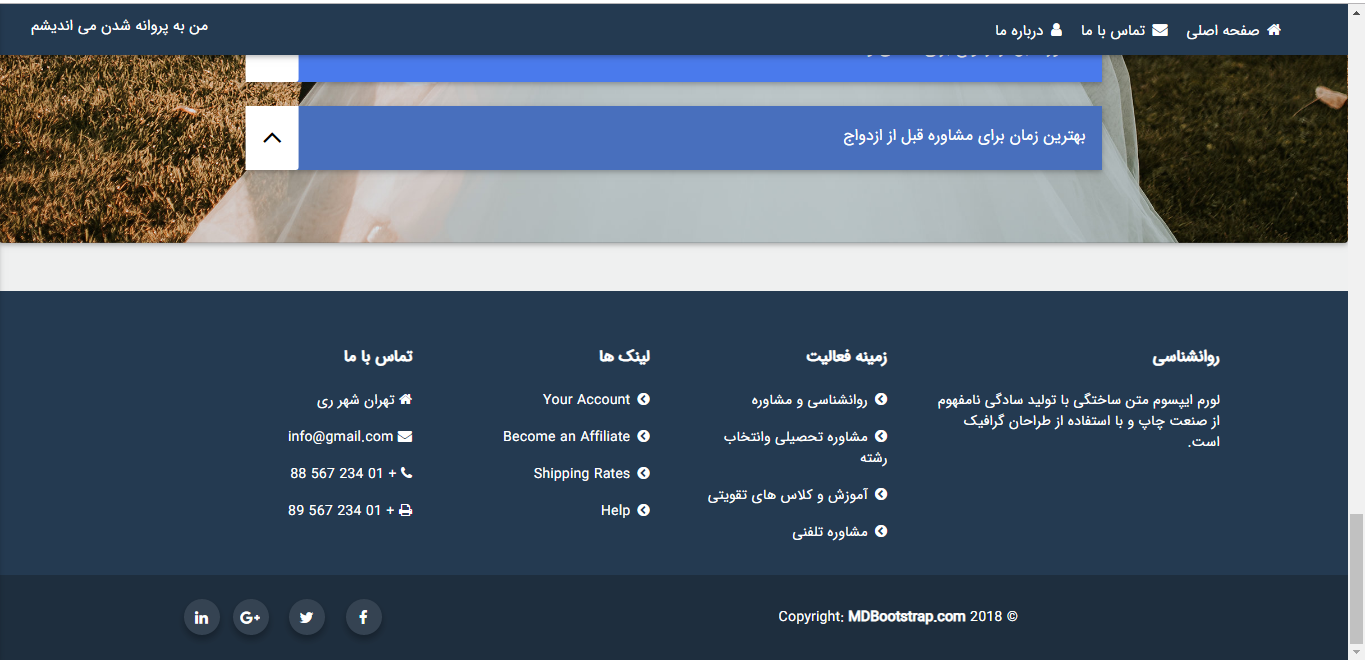 صفحه اصلی تماس با ما درباره ما من به پروانه شدن می اندیشم
بهترین زمان برای مشاوره قبل از ازدواج
روانشناسی
لورم ایپسوم متن ساختگی با تولید سادگی نامفهوم
از صنعت چاپ و با استفاده از طراحان گرافیک
است.
زمینه فعالیت
روانشناسی و مشاوره
مشاوره تحصیلی وانتخاب
رشته
آموزش و کلاس های تقویتی
مشاوره تلفنی
لینک ها
Your Account
Become an Affiliate
Shipping Rates
Help
تماس با ما
تهران شهر ری
info@gmail.com
88 567 234 01 +
89 567 234 01 +
Copyright: MDBootstrap.com 2018 ©